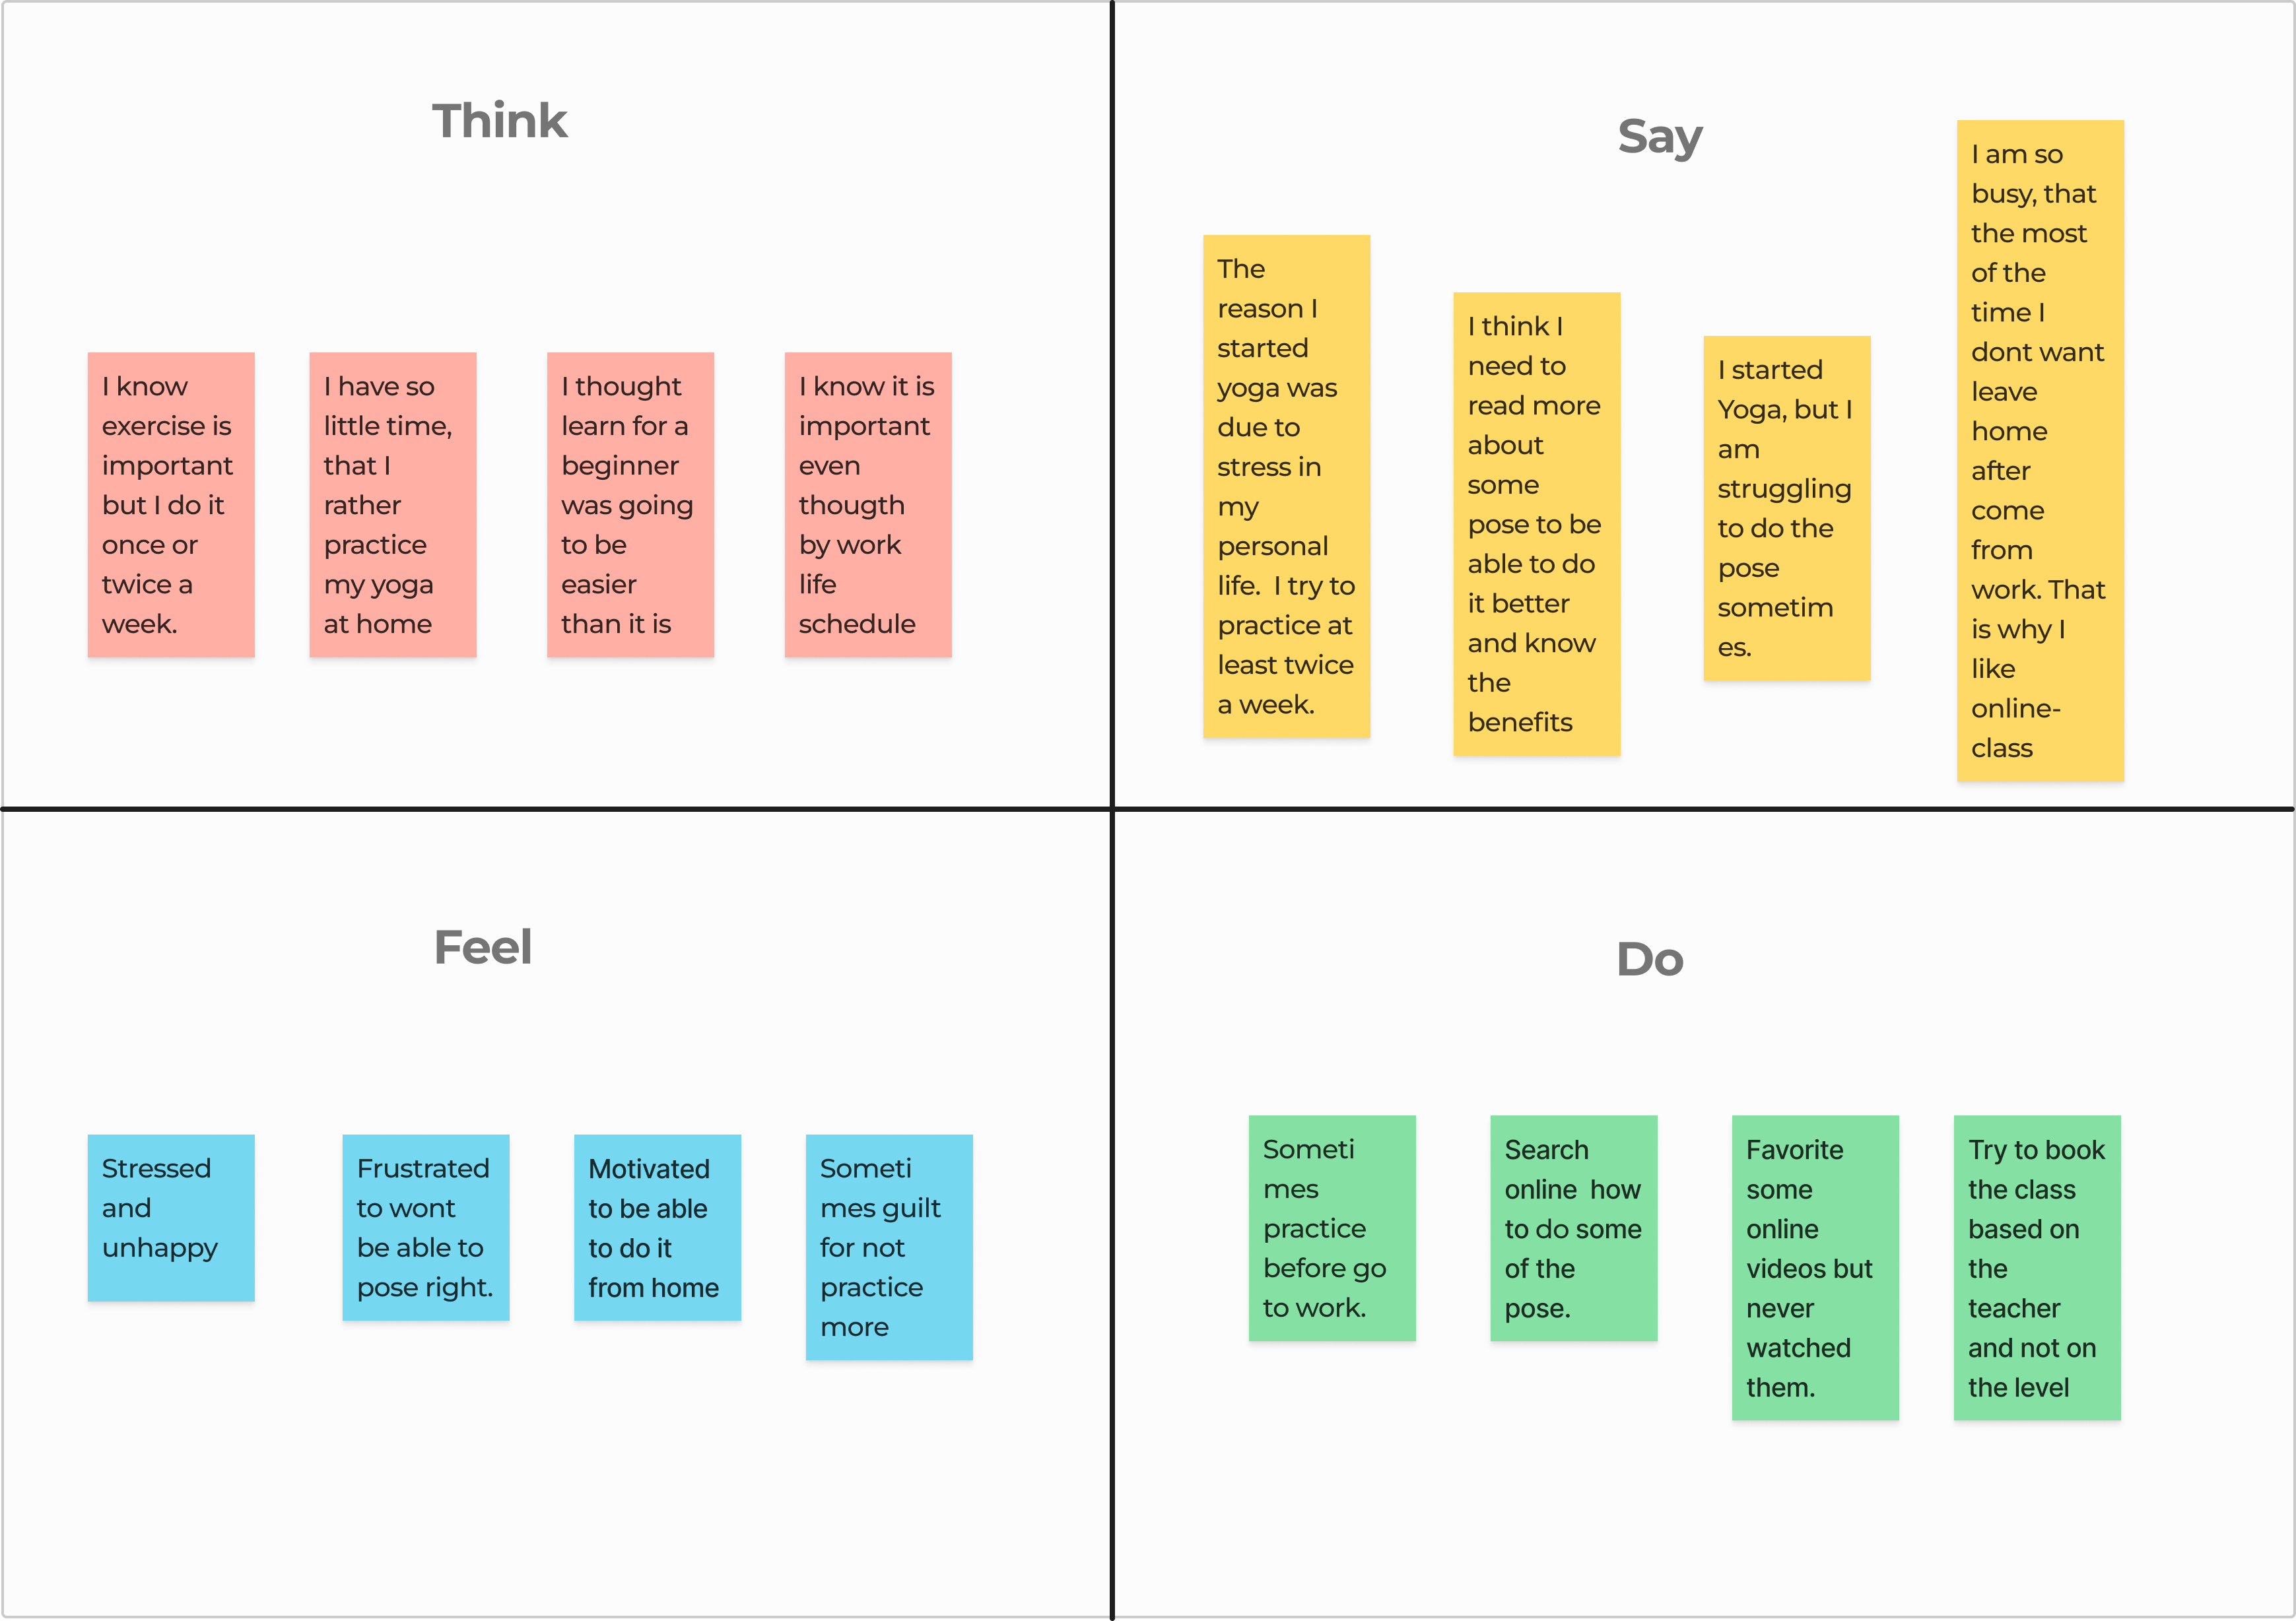 Think
I know
exercise is
important
but I do it
once or
twice a
week.
I have so
little time,
that I
rather
practice
my yoga
at home
I thought
learn for a
beginner
was going
to be
easier
than it is
I know it is
important
even
thougth
by work
life
schedule
Say
The
reason I
started
yoga was
due to
stress in
my
personal
life.  I try to
practice at
least twice
a week.
I think I
need to
read more
about
some
pose to be
able to do
it better
and know
the
benefits
I started
Yoga, but I
am
struggling
to do the
pose
sometim
es.
I am so
busy, that
the most
of the
time I
dont want
leave
home
after
come
from
work. That
is why I
like
online-
class
Feel
Stressed
and
unhappy
Frustrated
to wont
be able to
pose right.
Motivated
to be able
to do it
from home
Someti
mes guilt
for not
practice
more
Do
Someti
mes
practice
before go
to work.
Search
online  how
to do some
of the
pose.
Favorite
some
online
videos but
never
watched
them.
Try to book
the class
based on
the
teacher
and not on
the level